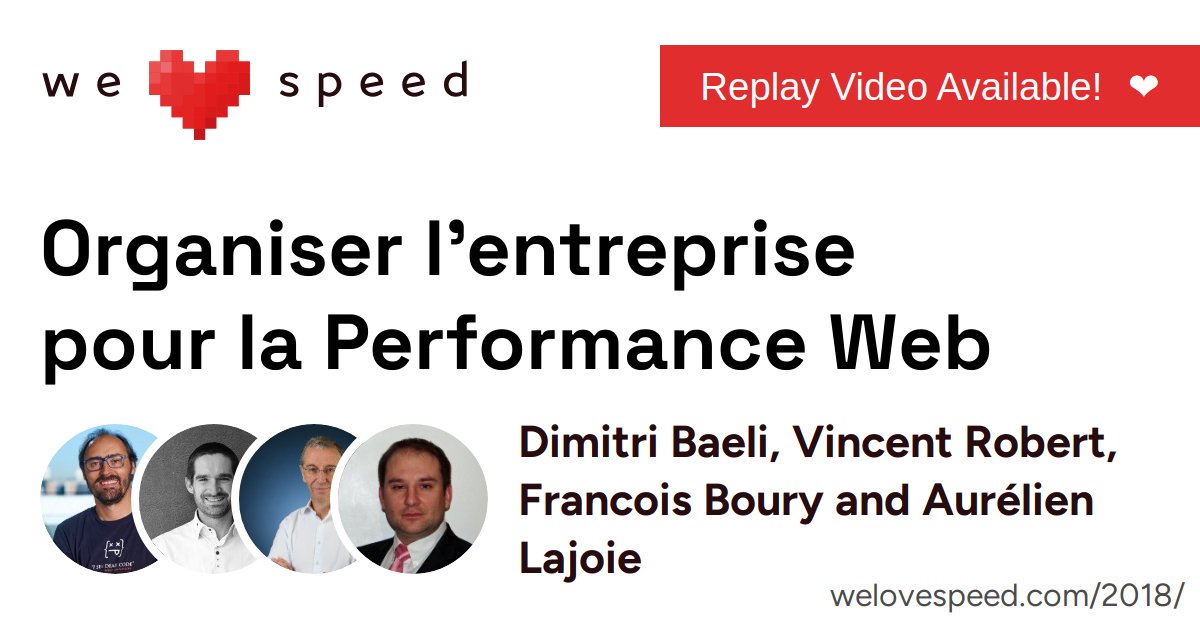 we ❤ speed
Replay Video Available! ❤
Organiser l’entreprise
pour la Performance Web
Dimitri Baeli, Vincent Robert,
Francois Boury and Aurélien
Lajoie
welovespeed.com/2018/